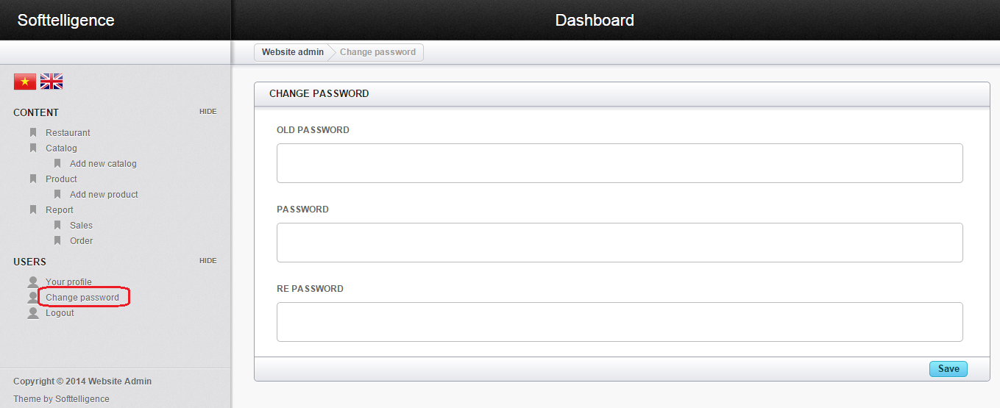 Softtelligence
Dashboard
Website admin
Change password
CONTENT
HIDE
Restaurant
Catalog
Add new catalog
Product
Add new product
Report
Sales
Order
USERS
HIDE
Your profile
Change password
Logout
Copyright © 2014 Website Admin
Theme by Softtelligence
CHANGE PASSWORD
OLD PASSWORD
PASSWORD
RE PASSWORD
Save